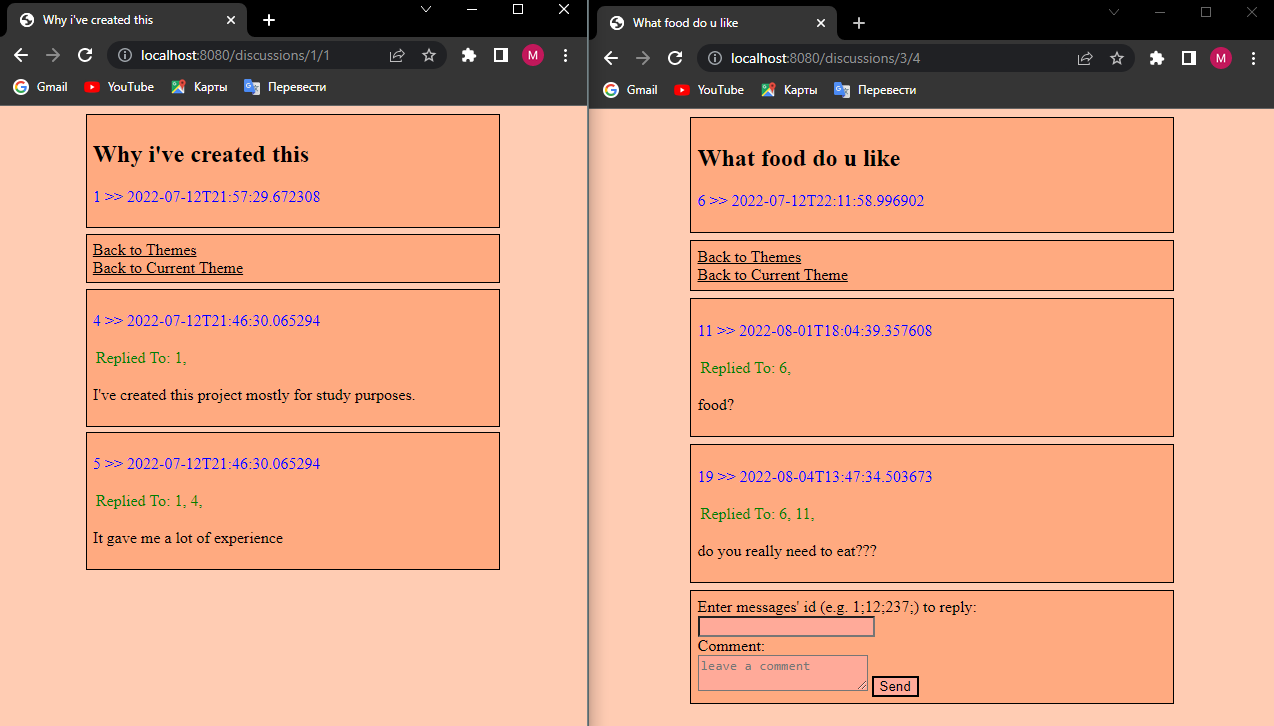 Why i've created this
localhost:8080/discussions/1/1
M
Gmail YouTube Карты Перевести
Why i've created this
1 >> 2022-07-12T21:57:29.672308
Back to Themes
Back to Current Theme
4 >> 2022-07-12T21:46:30.065294
Replied To: 1,
I've created this project mostly for study purposes.
5 >> 2022-07-12T21:46:30.065294
Replied To: 1, 4,
It gave me a lot of experience
What food do u like
localhost:8080/discussions/3/4
M
Gmail YouTube Карты Перевести
What food do u like
6 >> 2022-07-12T22:11:58.996902
Back to Themes
Back to Current Theme
11 >> 2022-08-01T18:04:39.357608
Replied To: 6,
food?
19 >> 2022-08-04T13:47:34.503673
Replied To: 6, 11,
do you really need to eat???
Enter messages' id (e.g. 1;12;237;) to reply:
Comment:
leave a comment
Send